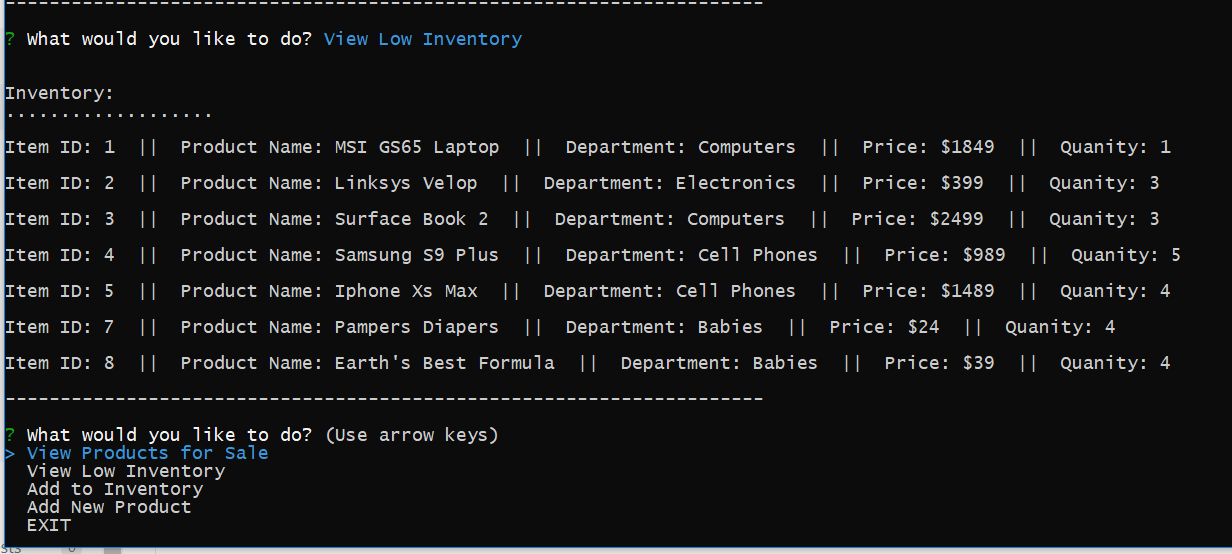 --------------------------------------------------------------------- 
? What would you like to do? View Low Inventory
Inventory:
...................
Item ID: 1  ||  Product Name: MSI GS65 Laptop  ||  Department: Computers  ||  Price: $1849  ||  Quanity: 1
Item ID: 2  ||  Product Name: Linksys Velop  ||  Department: Electronics  ||  Price: $399  ||  Quanity: 3
Item ID: 3  ||  Product Name: Surface Book 2  ||  Department: Computers  ||  Price: $2499  ||  Quanity: 3
Item ID: 4  ||  Product Name: Samsung S9 Plus  ||  Department: Cell Phones  ||  Price: $989  ||  Quanity: 5
Item ID: 5  ||  Product Name: Iphone Xs Max  ||  Department: Cell Phones  ||  Price: $1489  ||  Quanity: 4
Item ID: 7  ||  Product Name: Pampers Diapers  ||  Department: Babies  ||  Price: $24  ||  Quanity: 4
Item ID: 8  ||  Product Name: Earth's Best Formula  ||  Department: Babies  ||  Price: $39  ||  Quanity: 4
---------------------------------------------------------------------
? What would you like to do? (Use arrow keys)
> View Products for Sale
  View Low Inventory
  Add to Inventory
  Add New Product
  EXIT